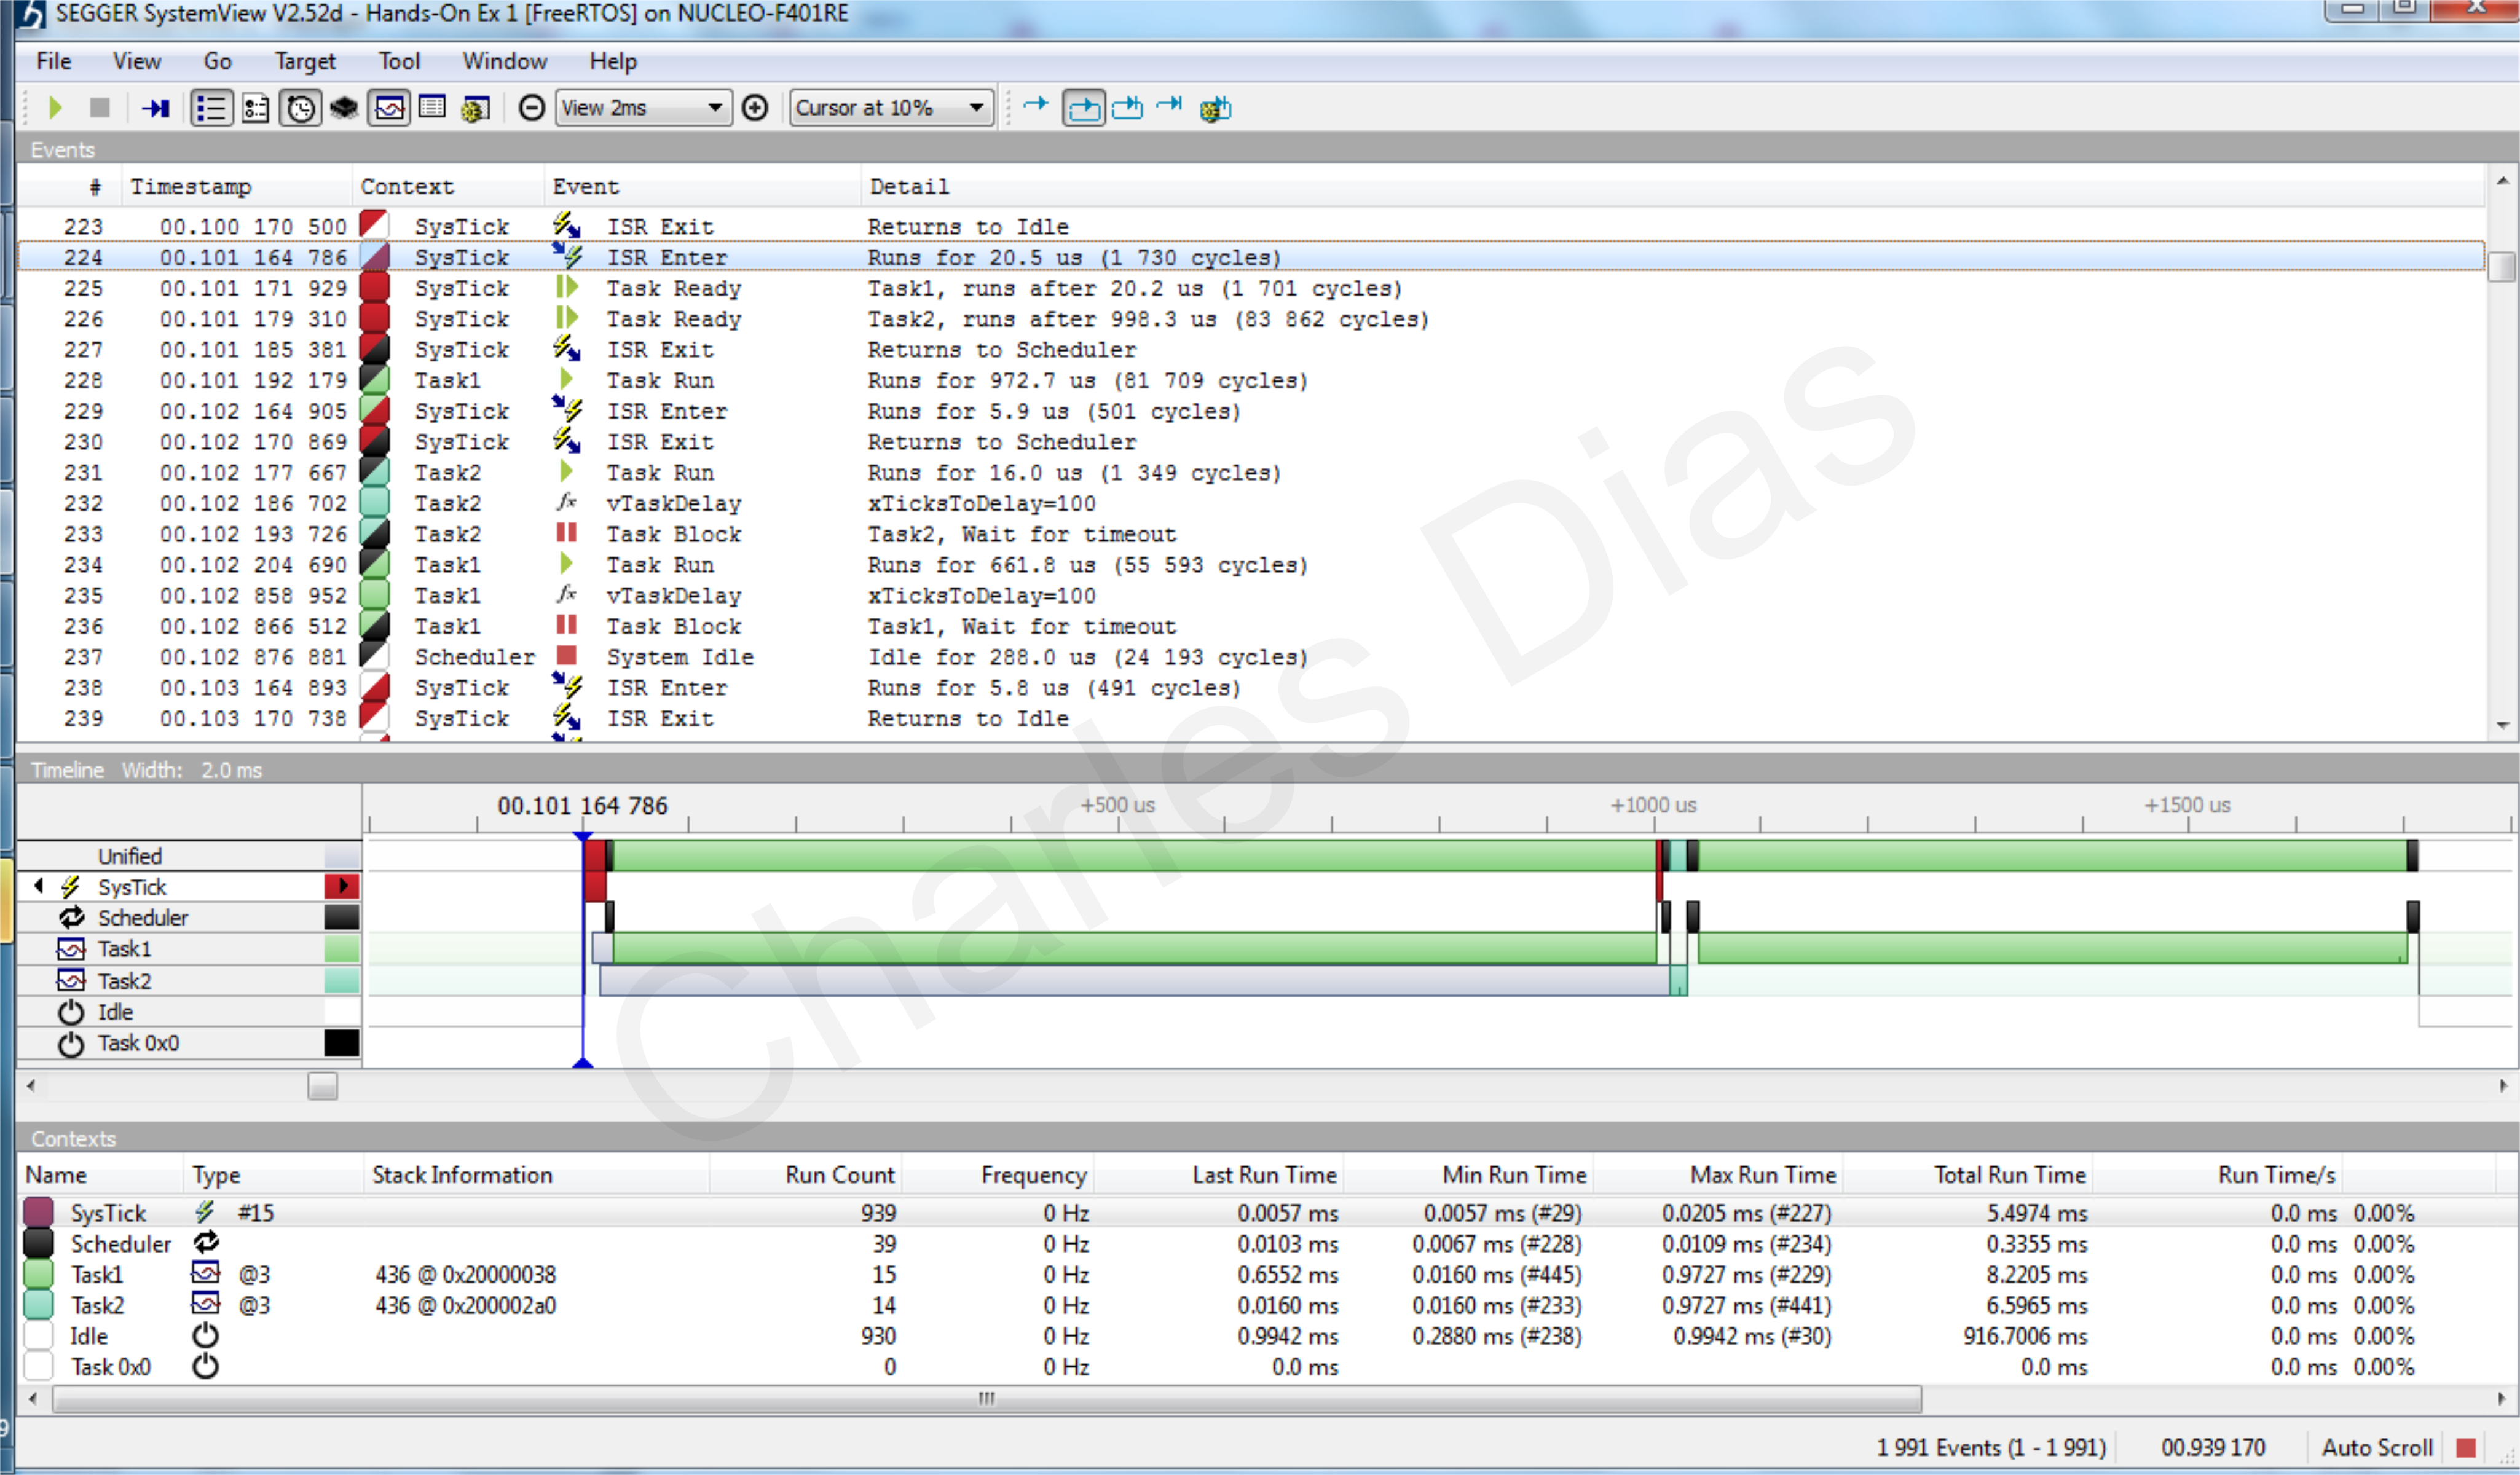 SEGGER SystemView V2.52d - Hands-On Ex 1 [FreeRTOS] on NUCLEO-F401RE
File View Go Target Tool Window Help
View 2ms Cursor at 10%
Events
# Timestamp Context Event Detail
223 00.100 170 500 SysTick ISR Exit Returns to Idle
224 00.101 164 786 SysTick ISR Enter Runs for 20.5 us (1 730 cycles)
225 00.101 171 929 SysTick Task Ready Task1, runs after 20.2 us (1 701 cycles)
226 00.101 179 310 SysTick Task Ready Task2, runs after 998.3 us (83 862 cycles)
227 00.101 185 381 SysTick ISR Exit Returns to Scheduler
228 00.101 192 179 Task1 Task Run Runs for 972.7 us (81 709 cycles)
229 00.102 164 905 SysTick ISR Enter Runs for 5.9 us (501 cycles)
230 00.102 170 869 SysTick ISR Exit Returns to Scheduler
231 00.102 177 667 Task2 Task Run Runs for 16.0 us (1 349 cycles)
232 00.102 186 702 Task2 fx vTaskDelay xTicksToDelay=100
233 00.102 193 726 Task2 Task Block Task2, Wait for timeout
234 00.102 204 690 Task1 Task Run Runs for 661.8 us (55 593 cycles)
235 00.102 858 952 Task1 fx vTaskDelay xTicksToDelay=100
236 00.102 866 512 Task1 Task Block Task1, Wait for timeout
237 00.102 876 881 Scheduler System Idle Idle for 288.0 us (24 193 cycles)
238 00.103 164 893 SysTick ISR Enter Runs for 5.8 us (491 cycles)
239 00.103 170 738 SysTick ISR Exit Returns to Idle
Charles Dias
Timeline Width: 2.0 ms
00.101 164 786 +500 us +1000 us +1500 us
Unified
SysTick
Scheduler
Task1
Task2
Idle
Task 0x0
Contexts
Name Type Stack Information Run Count Frequency Last Run Time Min Run Time Max Run Time Total Run Time Run Time/s
SysTick #15 939 0 Hz 0.0057 ms 0.0057 ms (#29) 0.0205 ms (#227) 5.4974 ms 0.0 ms 0.00%
Scheduler 39 0 Hz 0.0103 ms 0.0067 ms (#228) 0.0109 ms (#234) 0.3355 ms 0.0 ms 0.00%
Task1 @3 436 @ 0x20000038 15 0 Hz 0.6552 ms 0.0160 ms (#445) 0.9727 ms (#229) 8.2205 ms 0.0 ms 0.00%
Task2 @3 436 @ 0x200002a0 14 0 Hz 0.0160 ms 0.0160 ms (#233) 0.9727 ms (#441) 6.5965 ms 0.0 ms 0.00%
Idle 930 0 Hz 0.9942 ms 0.2880 ms (#238) 0.9942 ms (#30) 916.7006 ms 0.0 ms 0.00%
Task 0x0 0 0 Hz 0.0 ms 0.0 ms 0.0 ms 0.00%
1 991 Events (1 - 1 991) 00.939 170 Auto Scroll